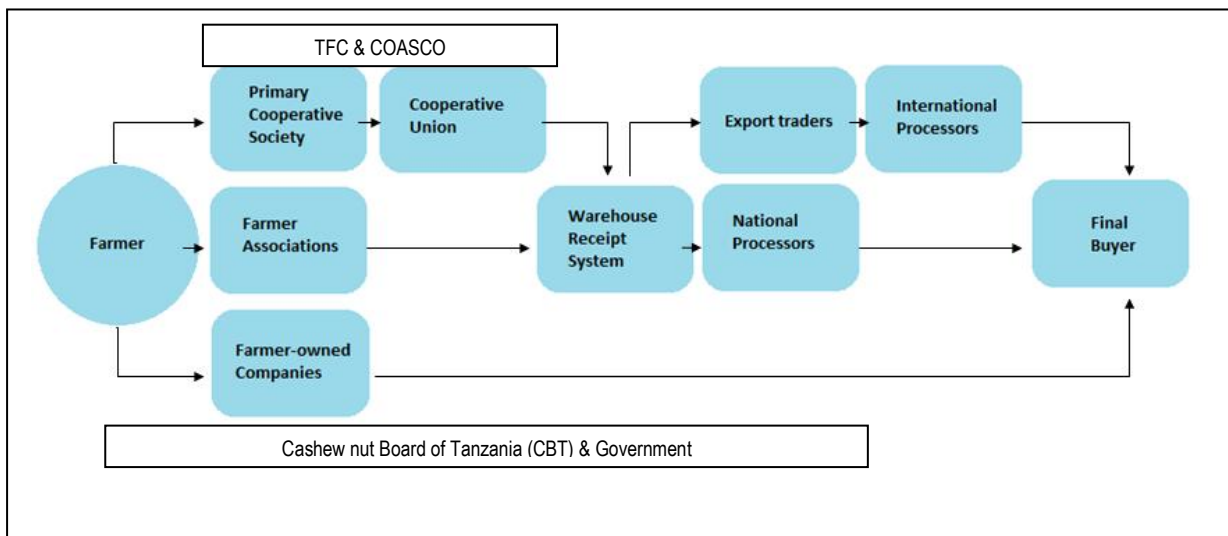 TFC & COASCO
Primary
Cooperative
Society
Cooperative
Union
Export traders
International
Processors
Farmer
Farmer
Associations
Warehouse
Receipt
System
National
Processors
Final
Buyer
Farmer-owned
Companies
Cashew nut Board of Tanzania (CBT) & Government